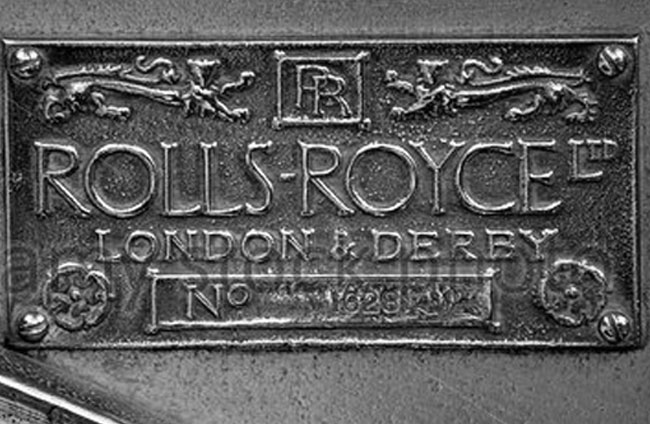 RR
ROLLS-ROYCE LTD
LONDON & DERBY
No